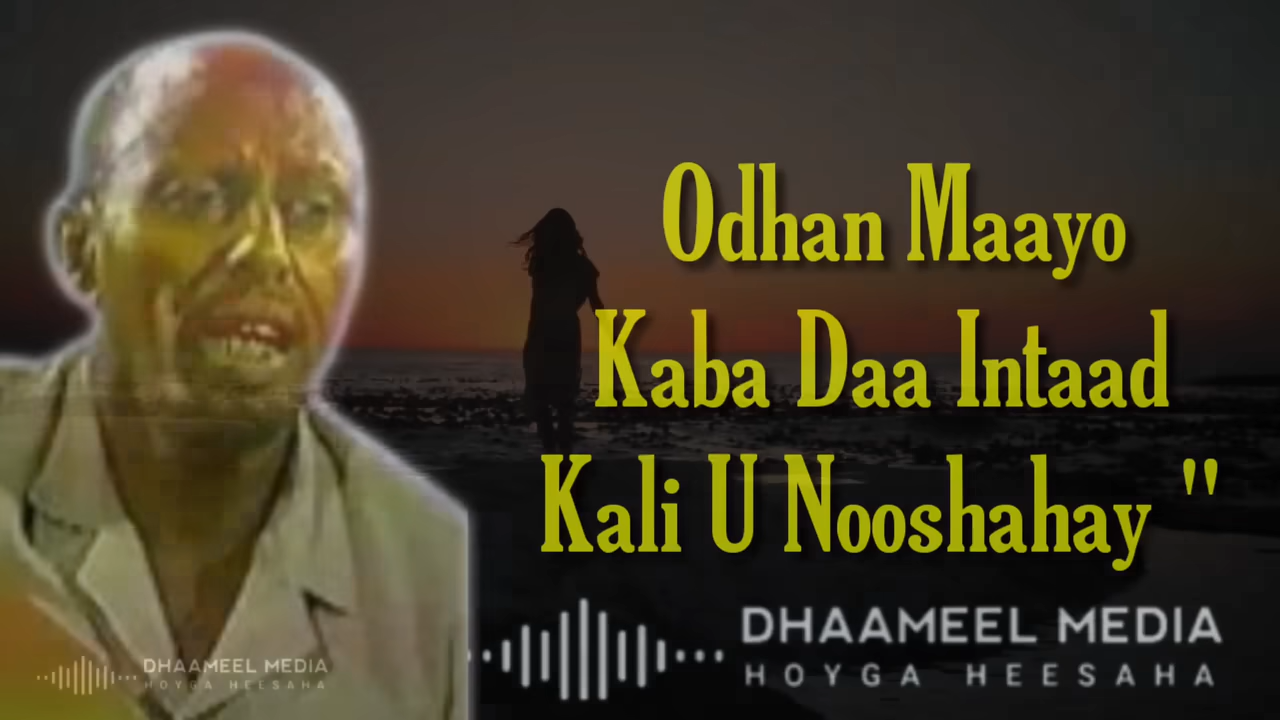 Odhan Maayo
Kaba Daa Intaad
Kali U Nooshahay "
DHAAMEEL MEDIA
HOYGA HEESAHA
DHAAMEEL MEDIA
HOYGA HEESAHA